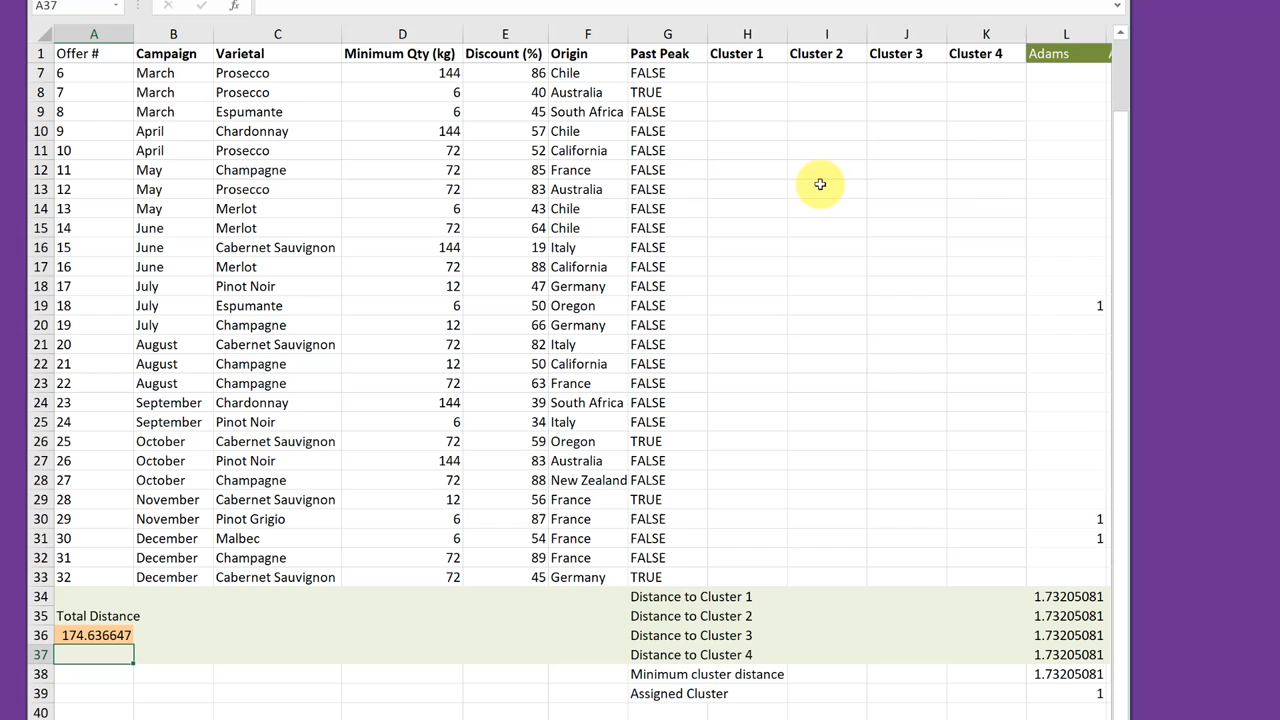 A37 fx
A B C D E F G H I J K L
1 Offer # Campaign Varietal Minimum Qty (kg) Discount (%) Origin Past Peak Cluster 1 Cluster 2 Cluster 3 Cluster 4 Adams
7 6 March Prosecco 144 86 Chile FALSE
8 7 March Prosecco 6 40 Australia TRUE
9 8 March Espumante 6 45 South Africa FALSE
10 9 April Chardonnay 144 57 Chile FALSE
11 10 April Prosecco 72 52 California FALSE
12 11 May Champagne 72 85 France FALSE
13 12 May Prosecco 72 83 Australia FALSE
14 13 May Merlot 6 43 Chile FALSE
15 14 June Merlot 72 64 Chile FALSE
16 15 June Cabernet Sauvignon 144 19 Italy FALSE
17 16 June Merlot 72 88 California FALSE
18 17 July Pinot Noir 12 47 Germany FALSE
19 18 July Espumante 6 50 Oregon FALSE 1
20 19 July Champagne 12 66 Germany FALSE
21 20 August Cabernet Sauvignon 72 82 Italy FALSE
22 21 August Champagne 12 50 California FALSE
23 22 August Champagne 72 63 France FALSE
24 23 September Chardonnay 144 39 South Africa FALSE
25 24 September Pinot Noir 6 34 Italy FALSE
26 25 October Cabernet Sauvignon 72 59 Oregon TRUE
27 26 October Pinot Noir 144 83 Australia FALSE
28 27 October Champagne 72 88 New Zealand FALSE
29 28 November Cabernet Sauvignon 12 56 France TRUE
30 29 November Pinot Grigio 6 87 France FALSE 1
31 30 December Malbec 6 54 France FALSE 1
32 31 December Champagne 72 89 France FALSE
33 32 December Cabernet Sauvignon 72 45 Germany TRUE
34 Distance to Cluster 1 1.73205081
35 Total Distance Distance to Cluster 2 1.73205081
36 174.636647 Distance to Cluster 3 1.73205081
37 Distance to Cluster 4 1.73205081
38 Minimum cluster distance 1.73205081
39 Assigned Cluster 1
40